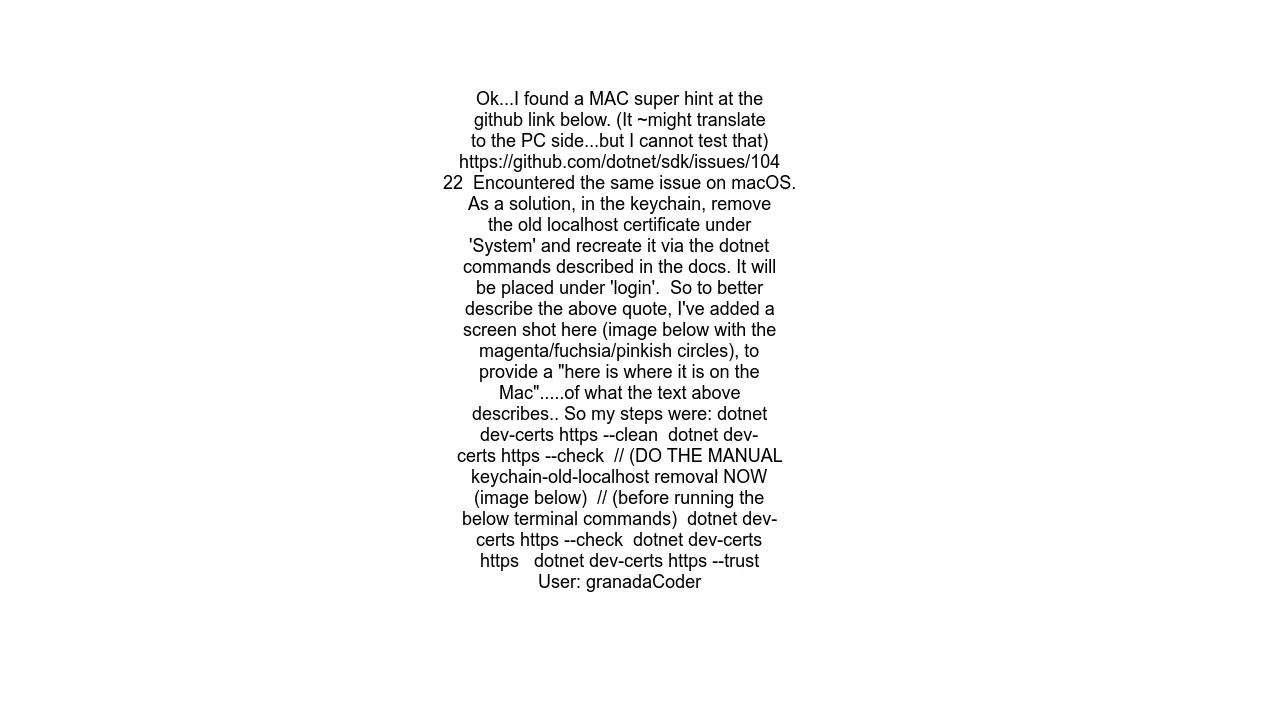 Ok...I found a MAC super hint at the
github link below. (It ~might translate
to the PC side...but I cannot test that)
https://github.com/dotnet/sdk/issues/104
22  Encountered the same issue on macOS.
As a solution, in the keychain, remove
the old localhost certificate under
'System' and recreate it via the dotnet
commands described in the docs. It will
be placed under 'login'.  So to better
describe the above quote, I've added a
screen shot here (image below with the
magenta/fuchsia/pinkish circles), to
provide a "here is where it is on the
Mac".....of what the text above
describes.. So my steps were: dotnet
dev-certs https --clean  dotnet dev-
certs https --check  // (DO THE MANUAL
keychain-old-localhost removal NOW
(image below)  // (before running the
below terminal commands)  dotnet dev-
certs https --check  dotnet dev-certs
https   dotnet dev-certs https --trust
User: granadaCoder